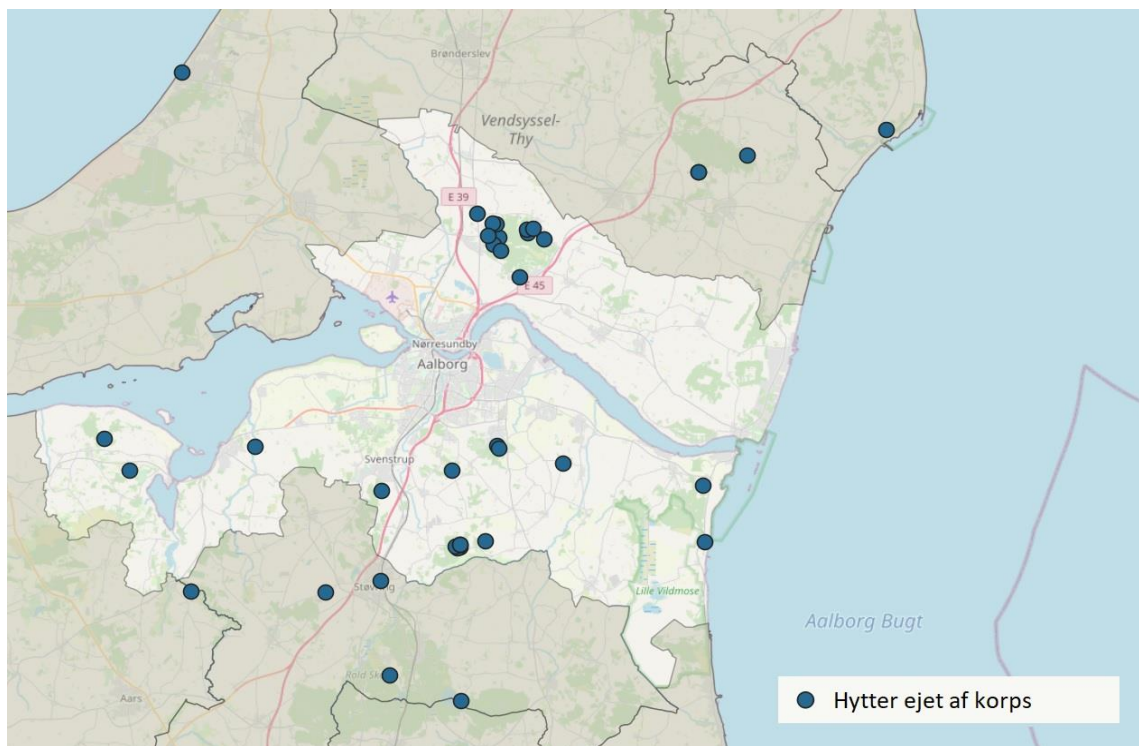 Brønderslev
Vendsyssel-
Thy
E 39
E 45
Nørresundby
Aalborg
Svenstrup
Lille Vildmose
Aalborg Bugt
Aars
Hytter ejet af korps